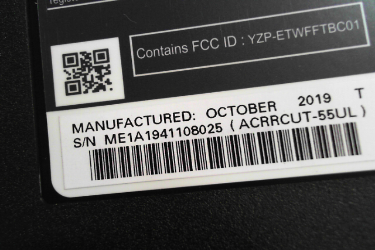 Contains FCC ID : YZP-ETWFFTBC01
MANUFACTURED: OCTOBER 2019 T
S/N ME1A1941108025 ( ACRRCUT-55UL )